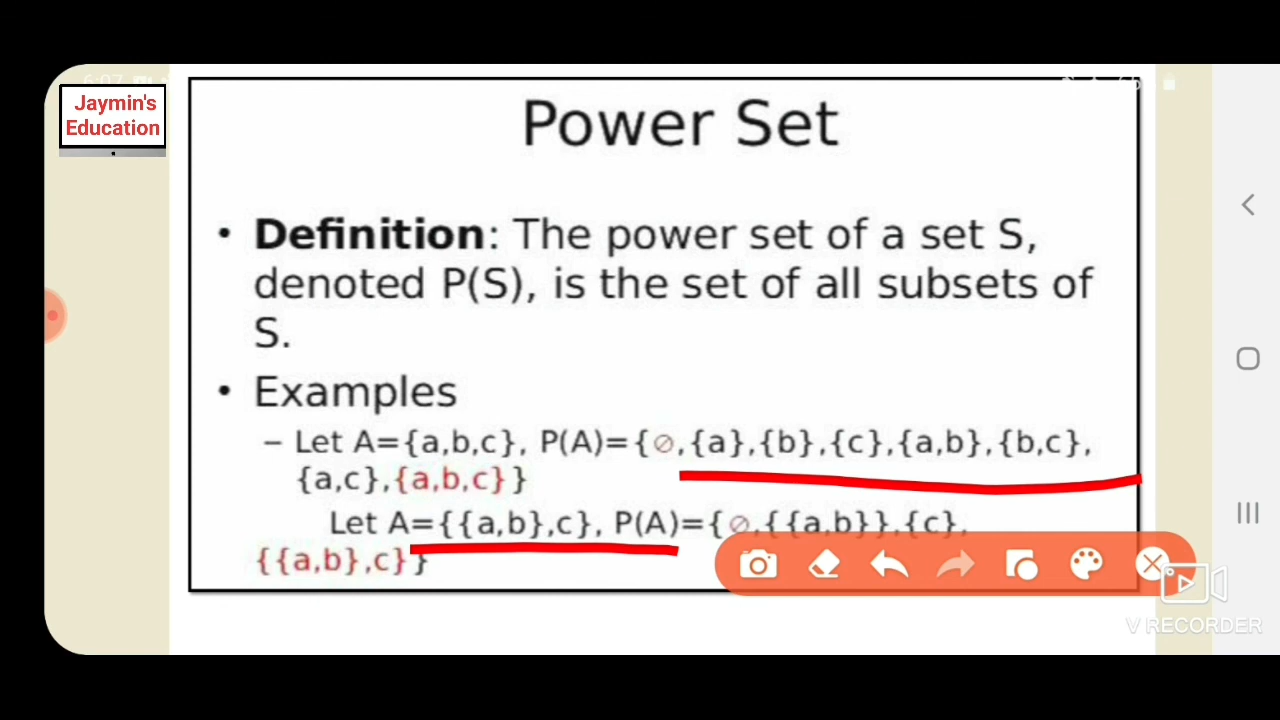 Jaymin's
Education
Power Set
• Definition: The power set of a set S,
denoted P(S), is the set of all subsets of
S.
• Examples
– Let A={a,b,c}, P(A)={∅,{a},{b},{c},{a,b},{b,c},
{a,c},{a,b,c}}
Let A={{a,b},c}, P(A)={∅,{{a,b}},{c},
{{a,b},c}}
V RECORDER